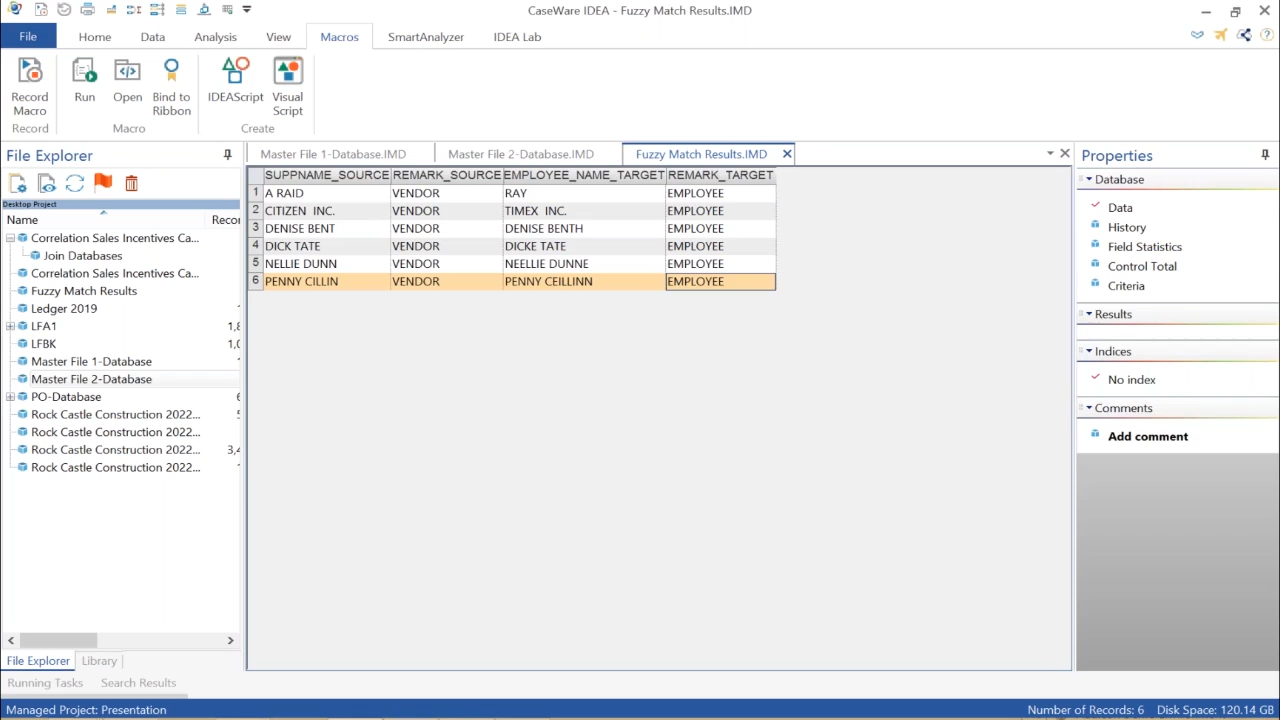 CaseWare IDEA - Fuzzy Match Results.IMD
File Home Data Analysis View Macros SmartAnalyzer IDEA Lab
Record Macro
Run
Open
Bind to Ribbon
IDEAScript
Visual Script
Record
Macro
Create
File Explorer
Desktop Project
Name Recor
Correlation Sales Incentives Ca...
Join Databases
Correlation Sales Incentives Ca...
Fuzzy Match Results
Ledger 2019 1
LFA1 1,8
LFBK 1,0
Master File 1-Database 1
Master File 2-Database
PO-Database 6
Rock Castle Construction 2022... 5
Rock Castle Construction 2022...
Rock Castle Construction 2022... 3,4
Rock Castle Construction 2022... 1
File Explorer Library
Running Tasks Search Results
Master File 1-Database.IMD Master File 2-Database.IMD Fuzzy Match Results.IMD
SUPPNAME_SOURCE REMARK_SOURCE EMPLOYEE_NAME_TARGET REMARK_TARGET
1 A RAID VENDOR RAY EMPLOYEE
2 CITIZEN INC. VENDOR TIMEX INC. EMPLOYEE
3 DENISE BENT VENDOR DENISE BENTH EMPLOYEE
4 DICK TATE VENDOR DICKE TATE EMPLOYEE
5 NELLIE DUNN VENDOR NEELLIE DUNNE EMPLOYEE
6 PENNY CILLIN VENDOR PENNY CEILLINN EMPLOYEE
Properties
Database
Data
History
Field Statistics
Control Total
Criteria
Results
Indices
No index
Comments
Add comment
Managed Project: Presentation Number of Records: 6 Disk Space: 120.14 GB